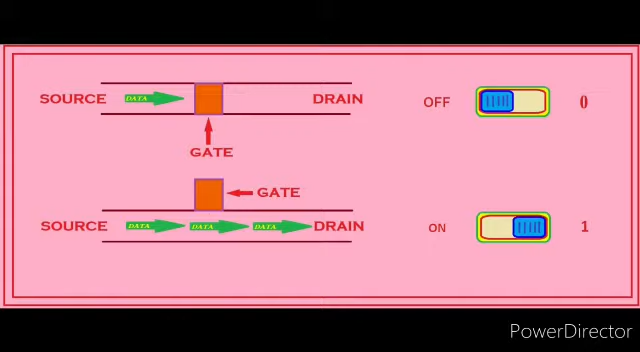 SOURCE DATA DRAIN OFF 0
GATE
GATE
SOURCE DATA DATA DATA DRAIN ON 1
PowerDirector